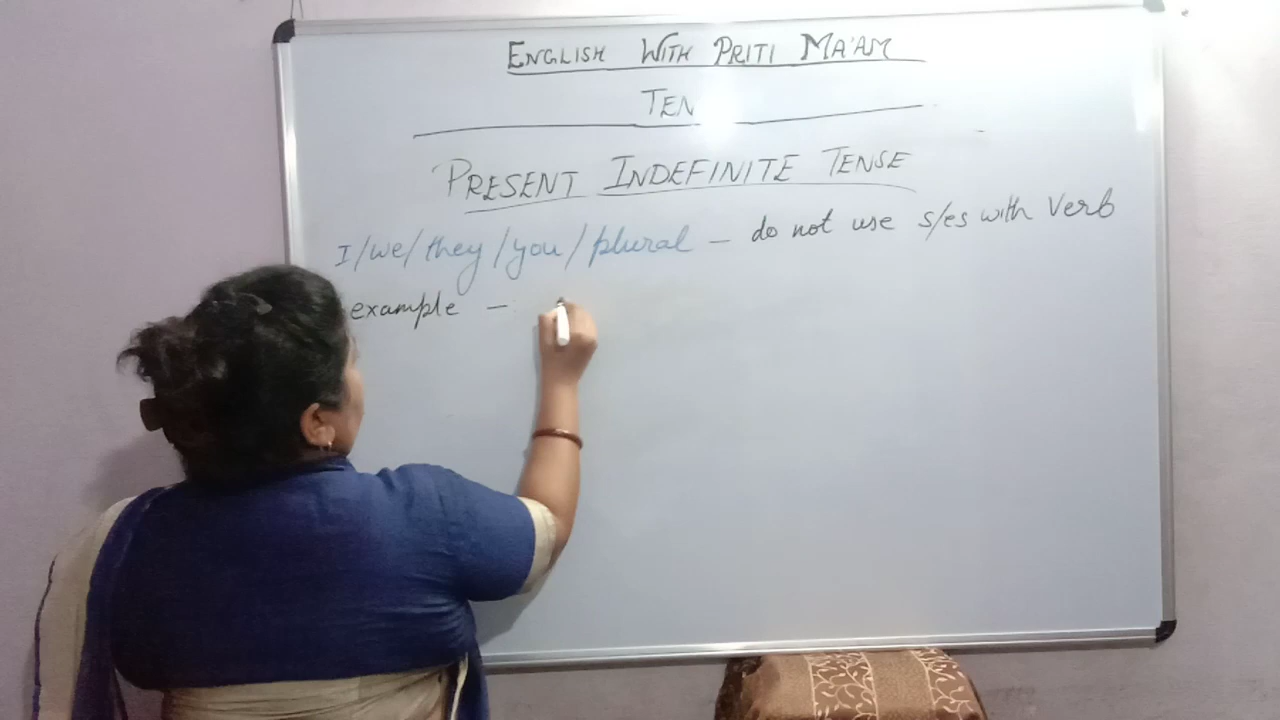 ENGLISH WITH PRITI MA'AM
TEN
PRESENT INDEFINITE TENSE
I/we/they/you/plural – do not use s/es with Verb
example –